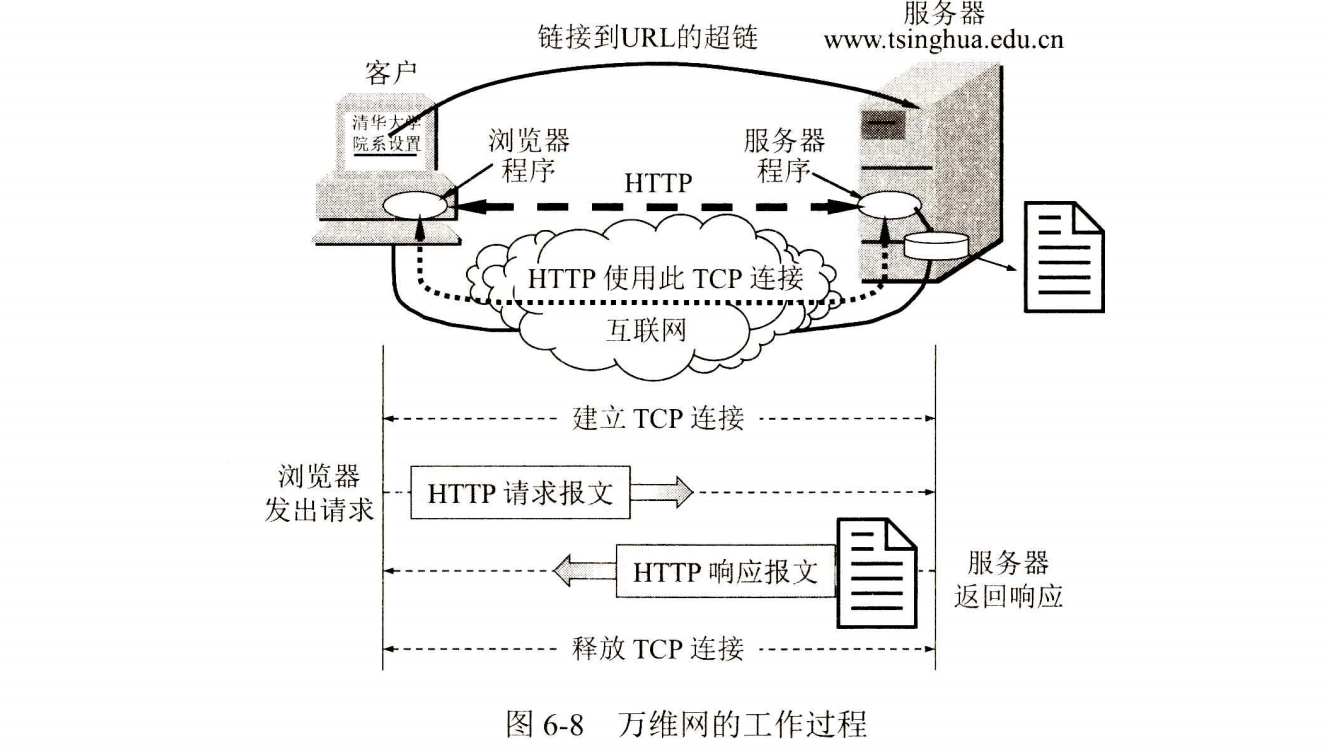 服务器
www.tsinghua.edu.cn
链接到URL的超链
客户
清华大学
院系设置
浏览器
程序
服务器
程序
HTTP
HTTP 使用此 TCP 连接
互联网
建立 TCP 连接
浏览器
发出请求
HTTP 请求报文
HTTP 响应报文
服务器
返回响应
释放 TCP 连接
图 6-8 万维网的工作过程